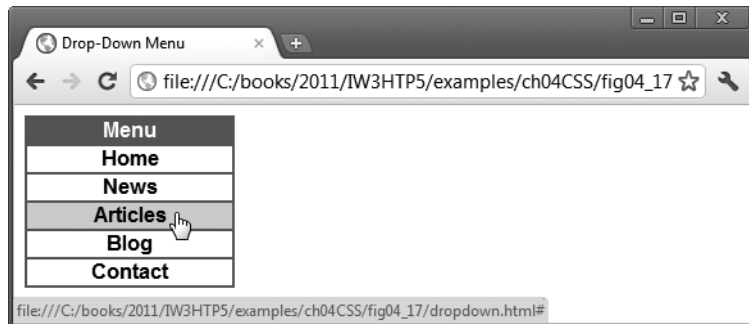 Drop-Down Menu
file:///C:/books/2011/IW3HTP5/examples/ch04CSS/fig04_17
Menu
Home
News
Articles
Blog
Contact
file:///C:/books/2011/IW3HTP5/examples/ch04CSS/fig04_17/dropdown.html#